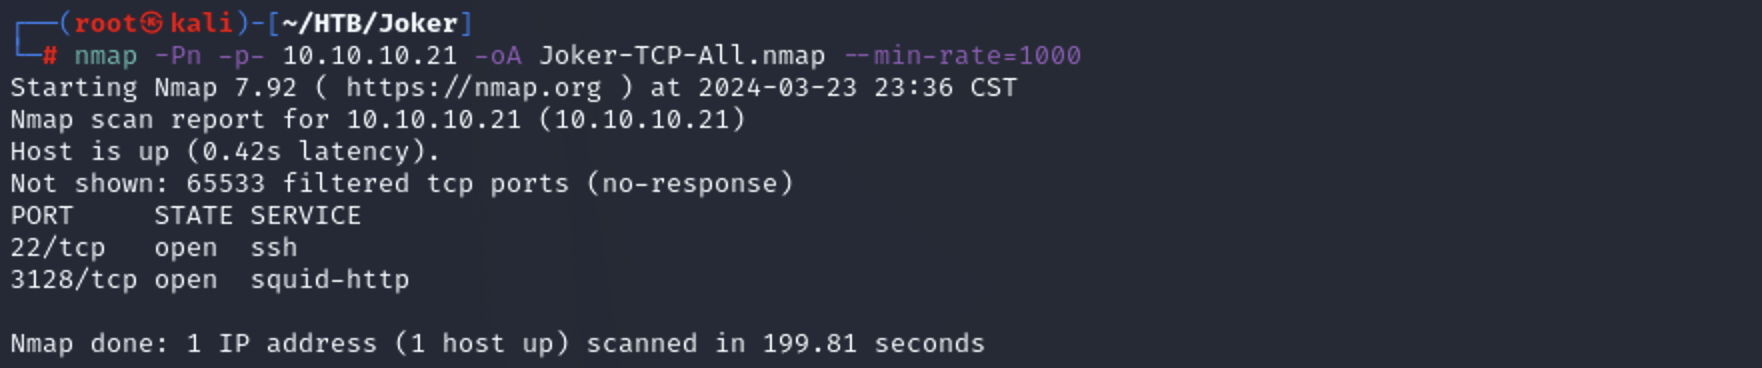 ┌──(root㉿kali)-[~/HTB/Joker]
└─# nmap -Pn -p- 10.10.10.21 -oA Joker-TCP-All.nmap --min-rate=1000
Starting Nmap 7.92 ( https://nmap.org ) at 2024-03-23 23:36 CST
Nmap scan report for 10.10.10.21 (10.10.10.21)
Host is up (0.42s latency).
Not shown: 65533 filtered tcp ports (no-response)
PORT     STATE SERVICE
22/tcp   open  ssh
3128/tcp open  squid-http
Nmap done: 1 IP address (1 host up) scanned in 199.81 seconds